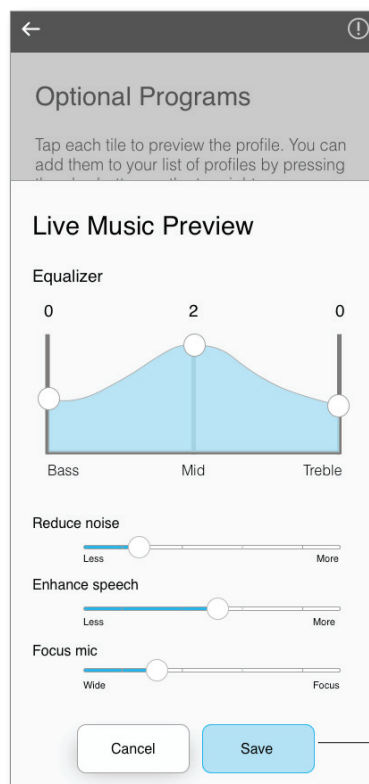 Optional Programs
Tap each tile to preview the profile. You can
add them to your list of profiles by pressing
Live Music Preview
Equalizer
0 2 0
Bass Mid Treble
Reduce noise
Less More
Enhance speech
Less More
Focus mic
Wide Focus
Cancel Save